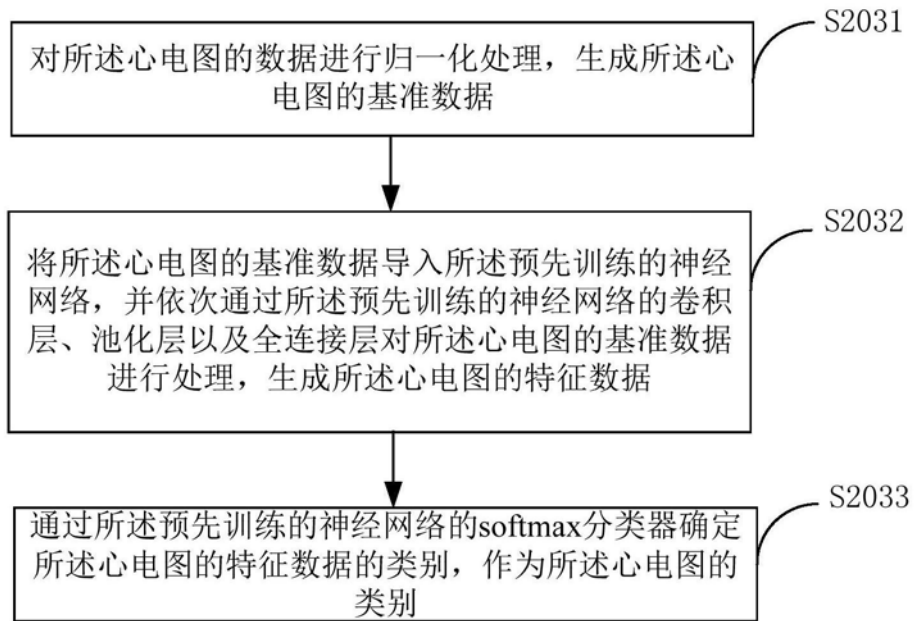 S2031
对所述心电图的数据进行归一化处理，生成所述心
电图的基准数据
S2032
将所述心电图的基准数据导入所述预先训练的神经
网络，并依次通过所述预先训练的神经网络的卷积
层、池化层以及全连接层对所述心电图的基准数据
进行处理，生成所述心电图的特征数据
S2033
通过所述预先训练的神经网络的softmax分类器确定
所述心电图的特征数据的类别，作为所述心电图的
类别